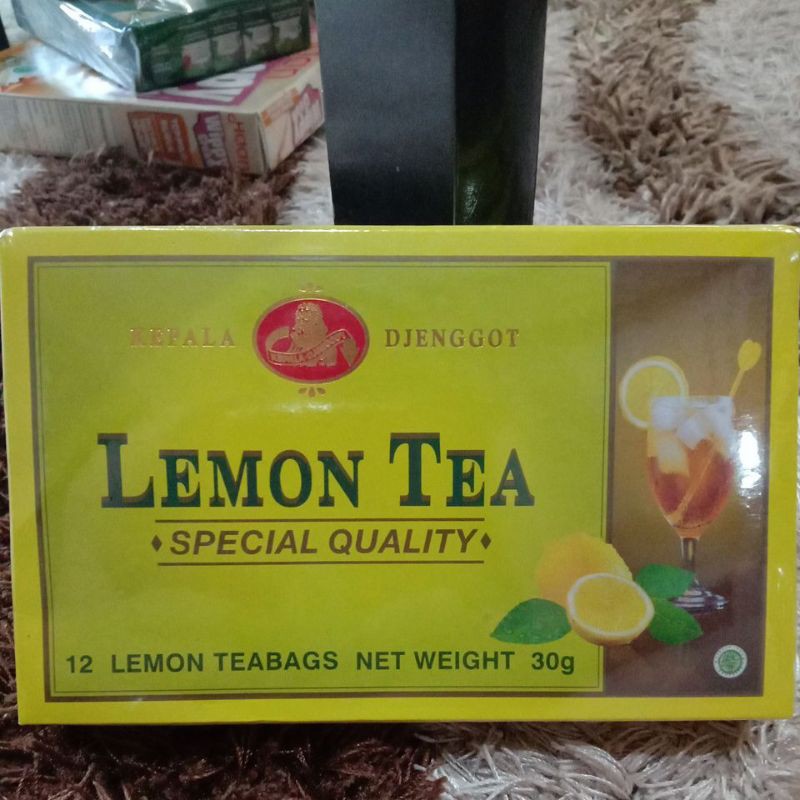 KEPALA DJENGGOT
LEMON TEA
SPECIAL QUALITY
12 LEMON TEABAGS NET WEIGHT 30g